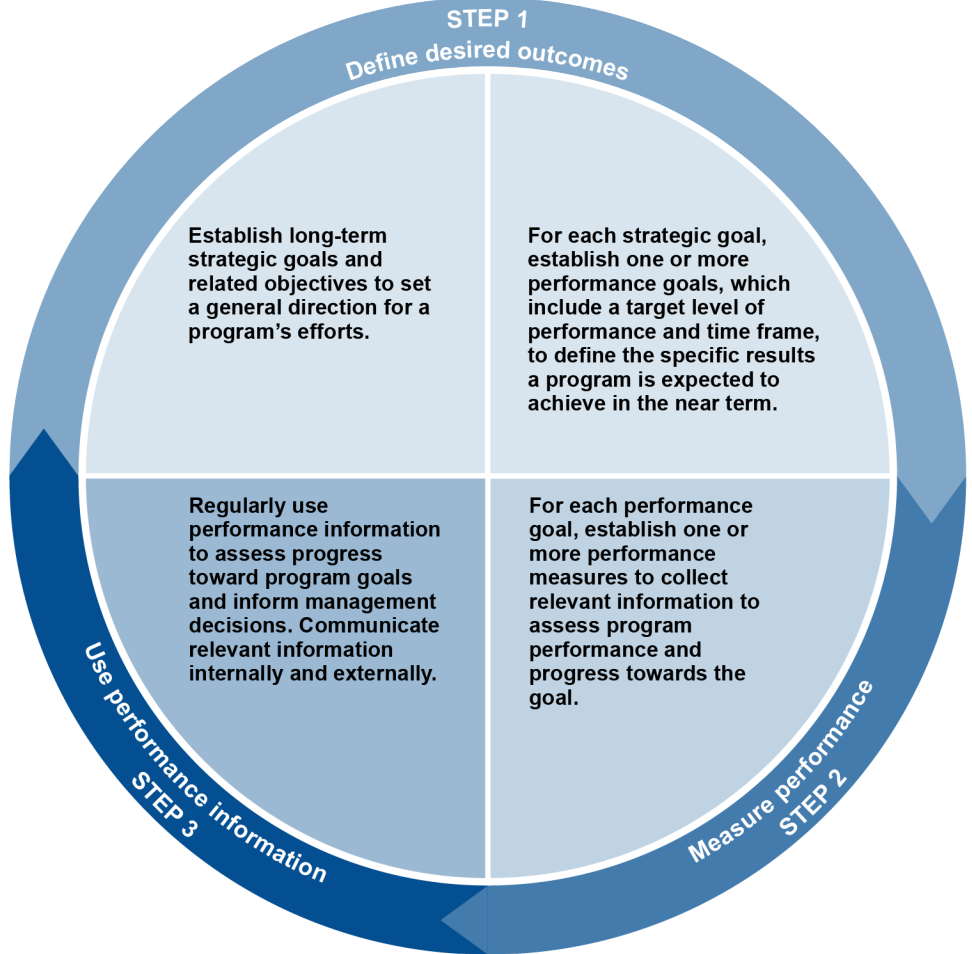 STEP 1
Define desired outcomes
Establish long-term
strategic goals and
related objectives to set
a general direction for a
program’s efforts.
For each strategic goal,
establish one or more
performance goals, which
include a target level of
performance and time frame,
to define the specific results
a program is expected to
achieve in the near term.
For each performance
goal, establish one or
more performance
measures to collect
relevant information to
assess program
performance and
progress towards the
goal.
Measure performance
STEP 2
Regularly use
performance information
to assess progress
toward program goals
and inform management
decisions. Communicate
relevant information
internally and externally.
Use performance information
STEP 3